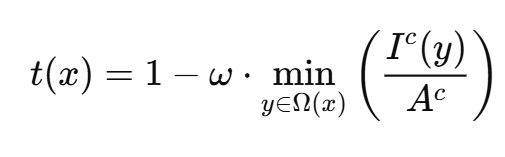 t(x) = 1 − ω · min_{y∈Ω(x)} ( I^c(y) / A^c )